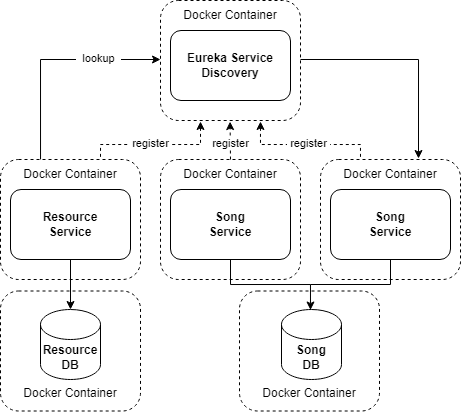 Docker Container
Eureka Service
Discovery
lookup
register
register
register
Docker Container
Resource
Service
Docker Container
Song
Service
Docker Container
Song
Service
Resource
DB
Docker Container
Song
DB
Docker Container